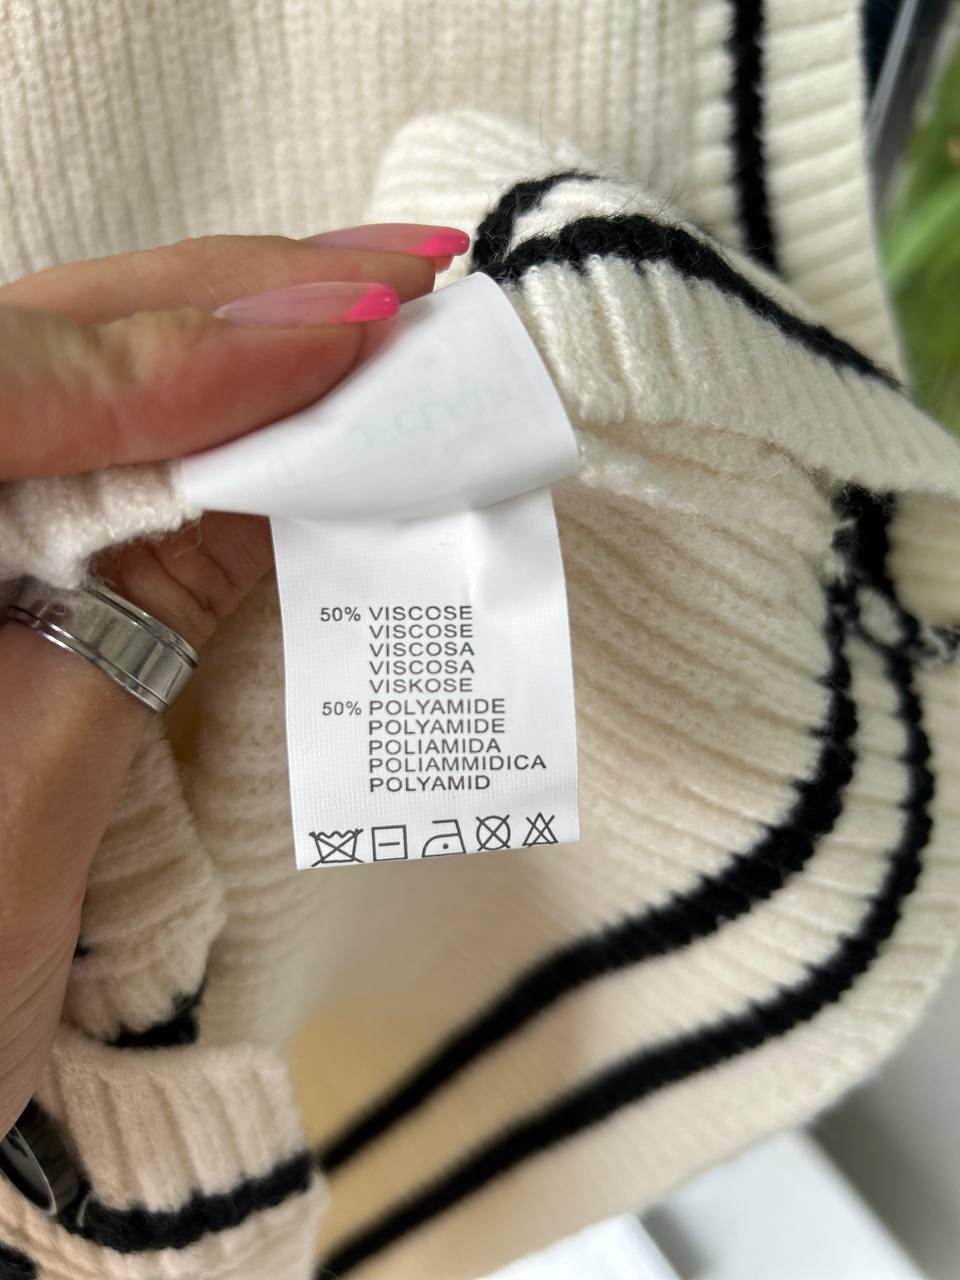 50% VISCOSE
VISCOSE
VISCOSA
VISCOSA
VISKOSE
50% POLYAMIDE
POLYAMIDE
POLIAMIDA
POLIAMMIDICA
POLYAMID